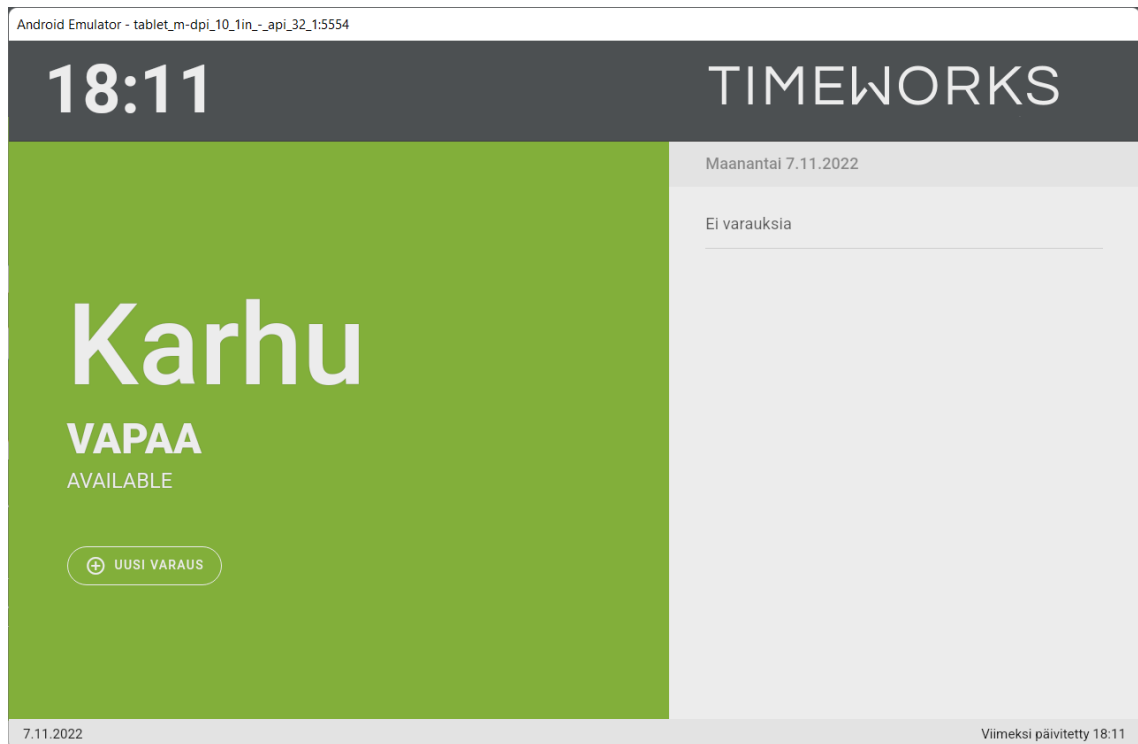 Android Emulator - tablet_m-dpi_10_1in_-_api_32_1:5554
18:11
TIMEWORKS
Karhu
VAPAA
AVAILABLE
UUSI VARAUS
Maanantai 7.11.2022
Ei varauksia
7.11.2022
Viimeksi päivitetty 18:11